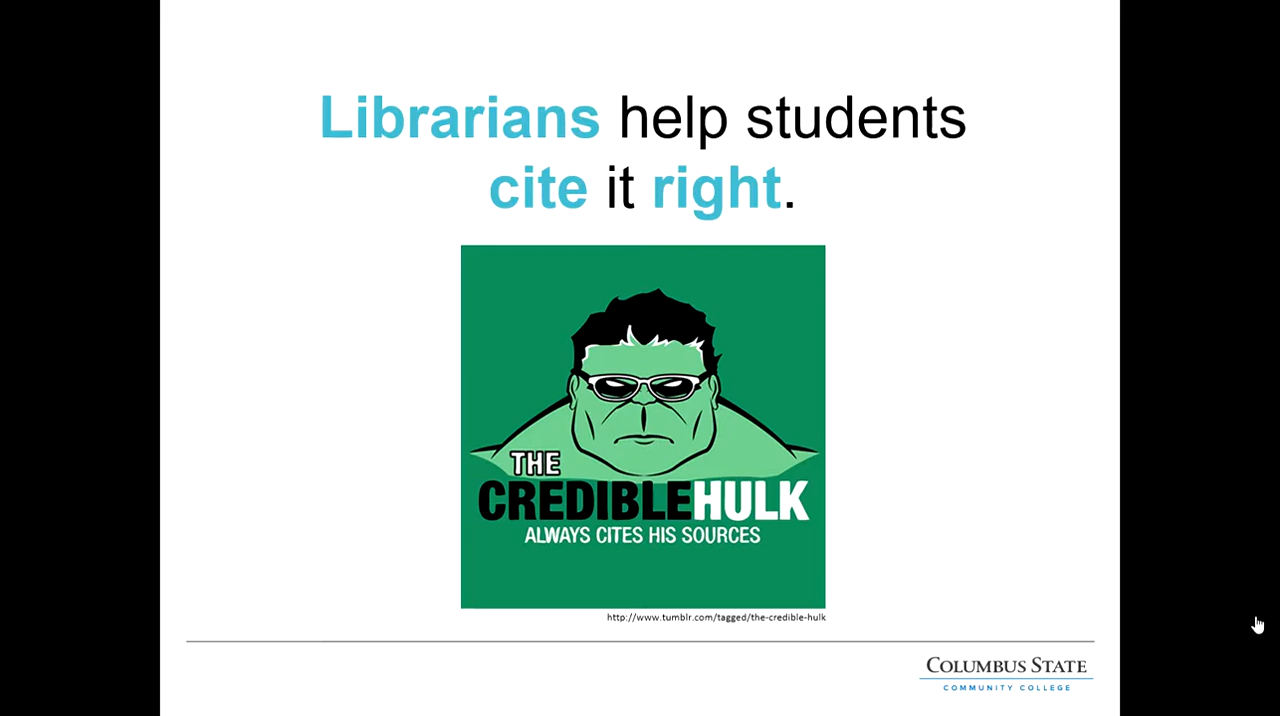 Librarians help students
cite it right.
THE
CREDIBLEHULK
ALWAYS CITES HIS SOURCES
http://www.tumblr.com/tagged/the-credible-hulk
COLUMBUS STATE
COMMUNITY COLLEGE